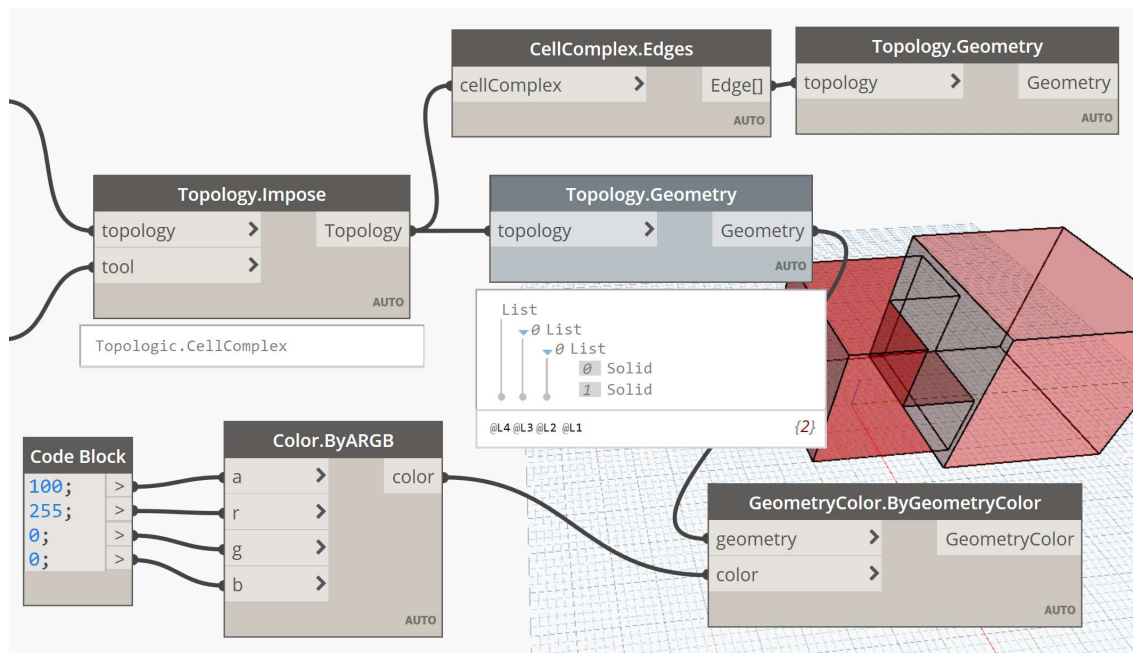 CellComplex.Edges
cellComplex > Edge[]
AUTO
Topology.Geometry
topology > Geometry
AUTO
Topology.Impose
topology > Topology
tool >
AUTO
Topologic.CellComplex
Topology.Geometry
topology > Geometry
AUTO
List
0 List
0 List
0 Solid
1 Solid
@L4 @L3 @L2 @L1 {2}
Code Block
100; >
255; >
0; >
0; >
Color.ByARGB
a > color
r >
g >
b >
AUTO
GeometryColor.ByGeometryColor
geometry > GeometryColor
color >
AUTO